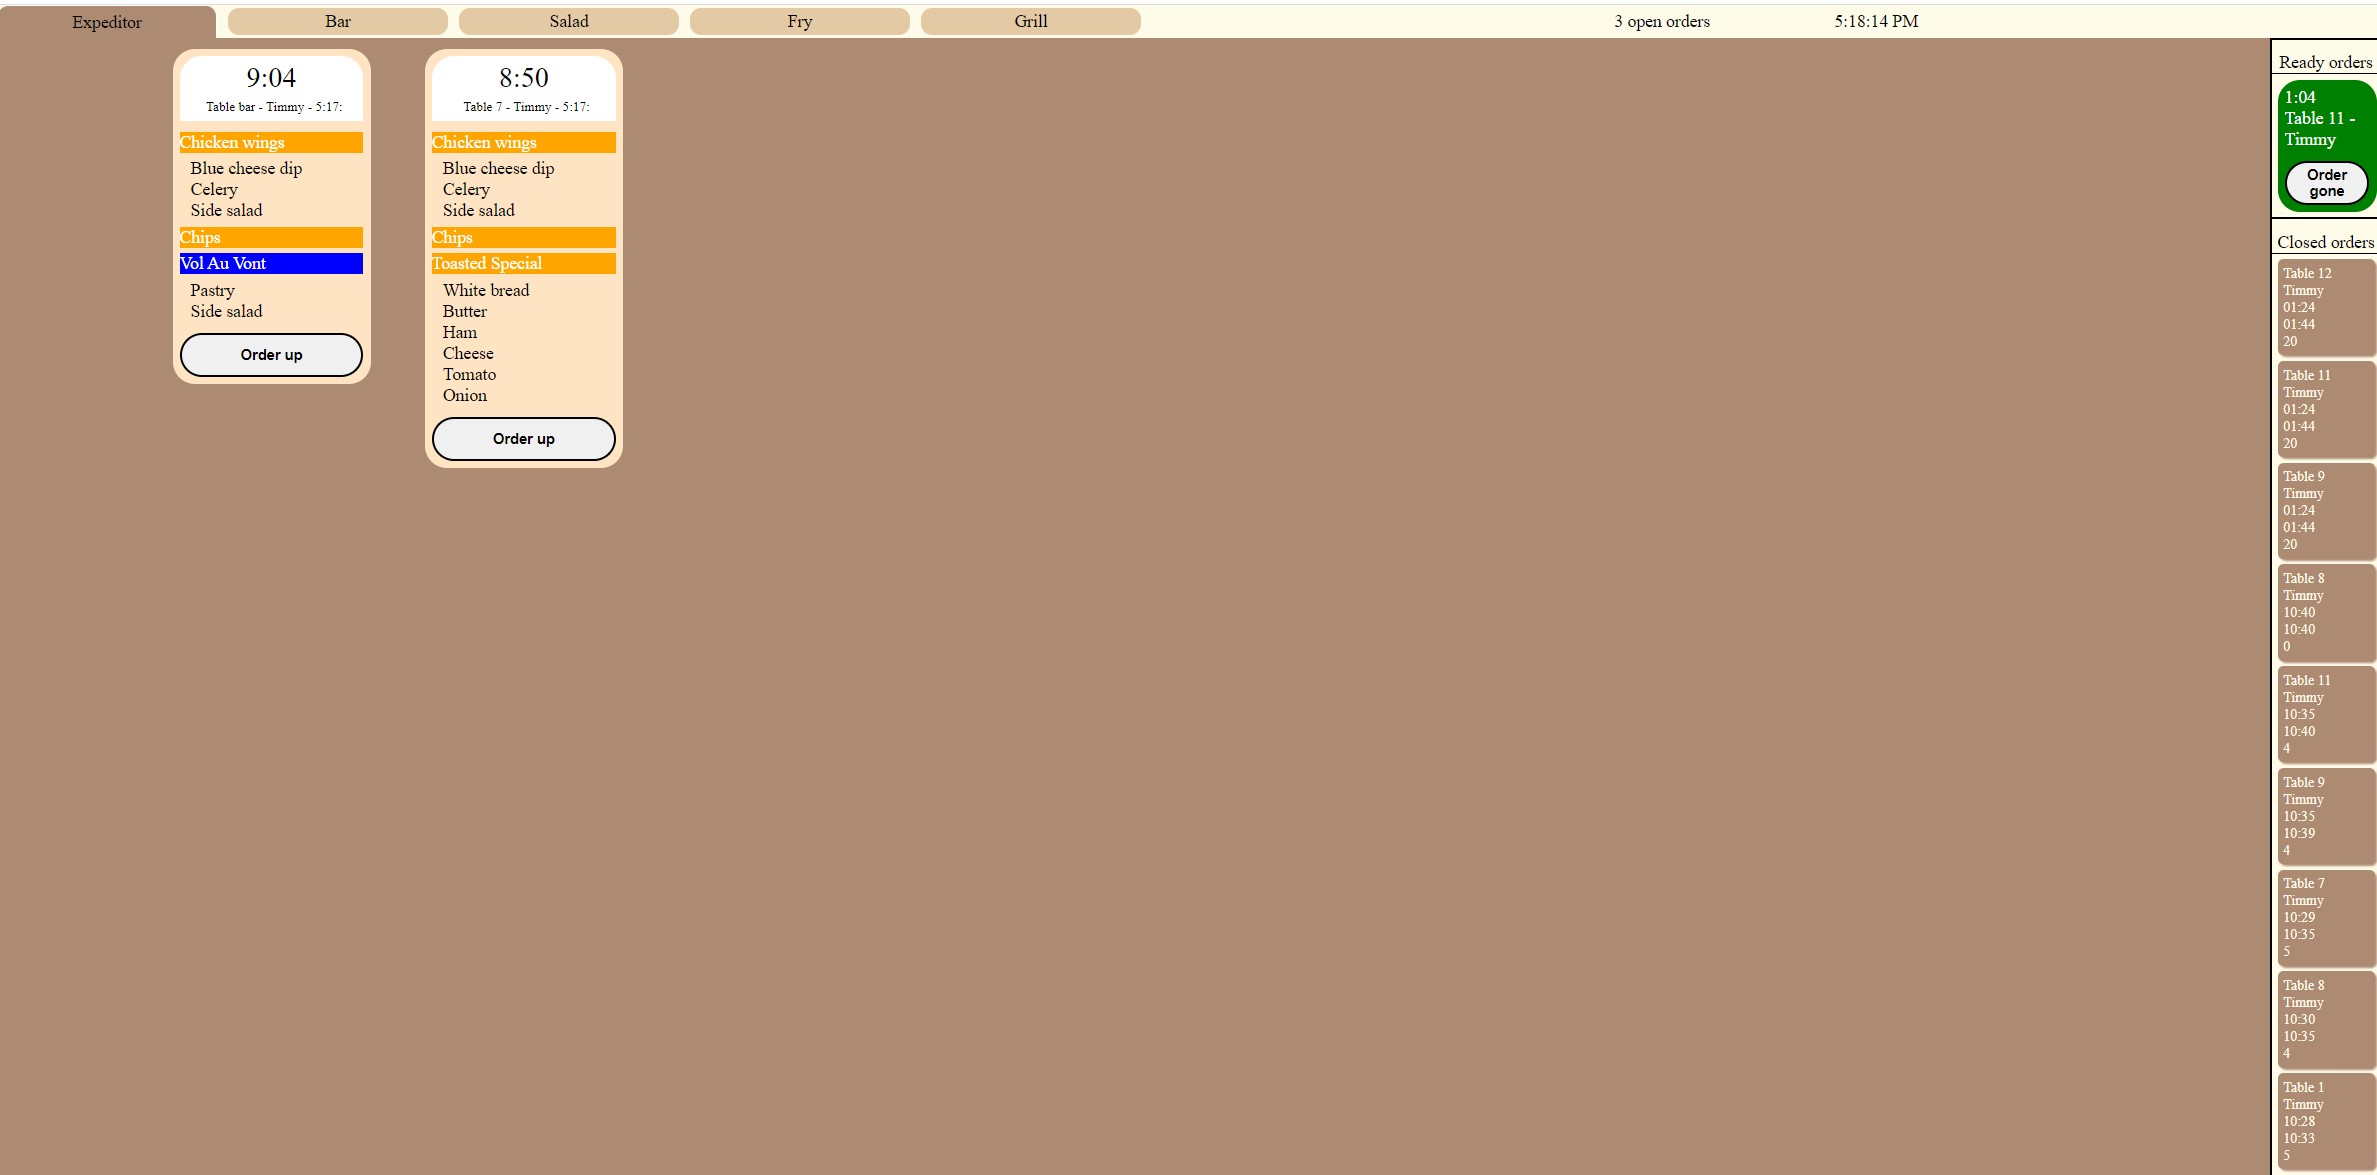 Expeditor
Bar
Salad
Fry
Grill
3 open orders
5:18:14 PM
9:04
Table bar - Timmy - 5:17:
Chicken wings
Blue cheese dip
Celery
Side salad
Chips
Vol Au Vont
Pastry
Side salad
Order up
8:50
Table 7 - Timmy - 5:17:
Chicken wings
Blue cheese dip
Celery
Side salad
Chips
Toasted Special
White bread
Butter
Ham
Cheese
Tomato
Onion
Order up
Ready orders
1:04
Table 11 -
Timmy
Order
gone
Closed orders
Table 12
Timmy
01:24
01:44
20
Table 11
Timmy
01:24
01:44
20
Table 9
Timmy
01:24
01:44
20
Table 8
Timmy
10:40
10:40
0
Table 11
Timmy
10:35
10:40
4
Table 9
Timmy
10:35
10:39
4
Table 7
Timmy
10:29
10:35
5
Table 8
Timmy
10:30
10:35
4
Table 1
Timmy
10:28
10:33
5